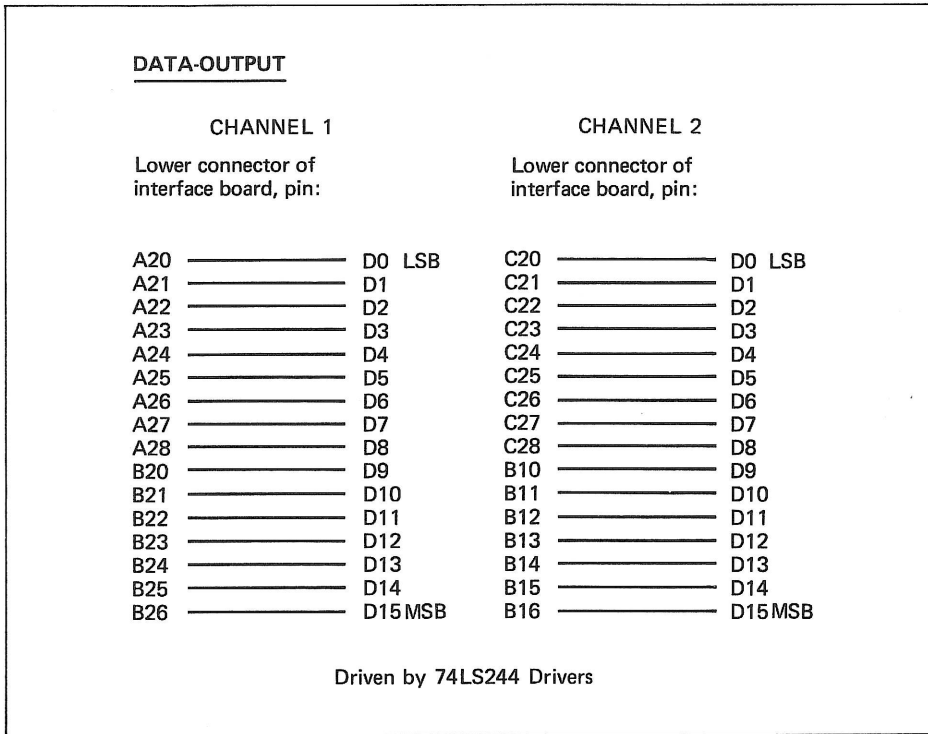 DATA-OUTPUT
CHANNEL 1 CHANNEL 2
Lower connector of Lower connector of
interface board, pin: interface board, pin:
A20 D0 LSB C20 D0 LSB
A21 D1 C21 D1
A22 D2 C22 D2
A23 D3 C23 D3
A24 D4 C24 D4
A25 D5 C25 D5
A26 D6 C26 D6
A27 D7 C27 D7
A28 D8 C28 D8
B20 D9 B10 D9
B21 D10 B11 D10
B22 D11 B12 D11
B23 D12 B13 D12
B24 D13 B14 D13
B25 D14 B15 D14
B26 D15 MSB B16 D15 MSB
Driven by 74LS244 Drivers